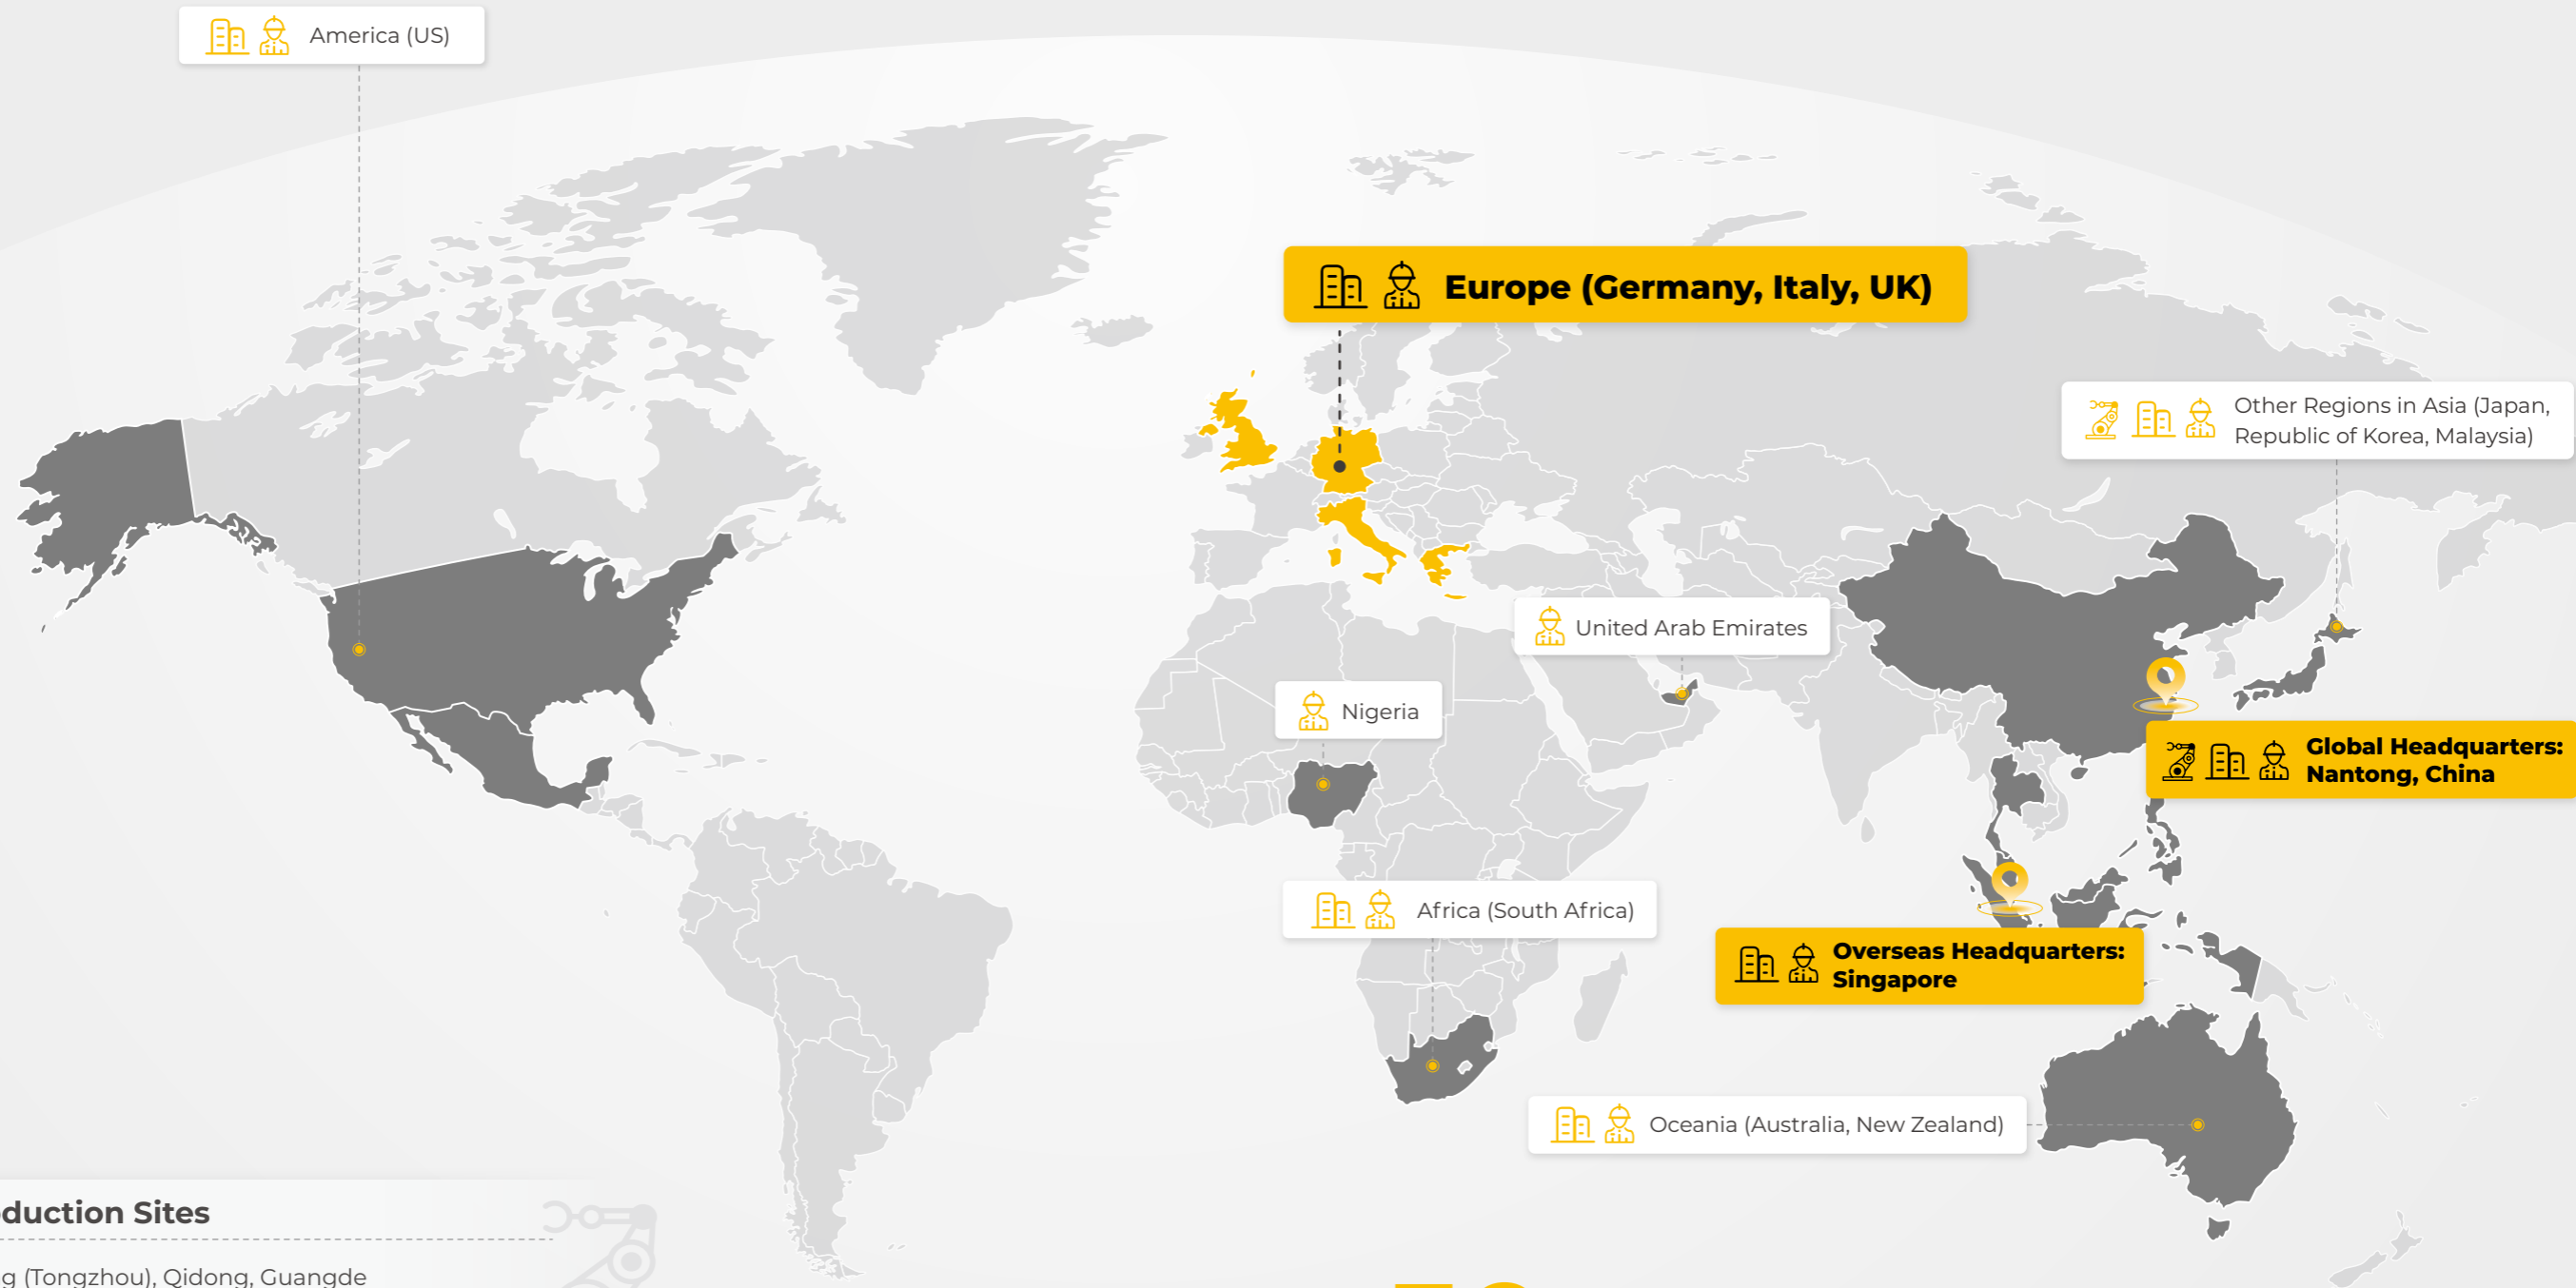 America (US)
Europe (Germany, Italy, UK)
Other Regions in Asia (Japan,
Republic of Korea, Malaysia)
United Arab Emirates
Nigeria
Global Headquarters:
Nantong, China
Africa (South Africa)
Overseas Headquarters:
Singapore
Oceania (Australia, New Zealand)
duction Sites
g (Tongzhou), Qidong, Guangde